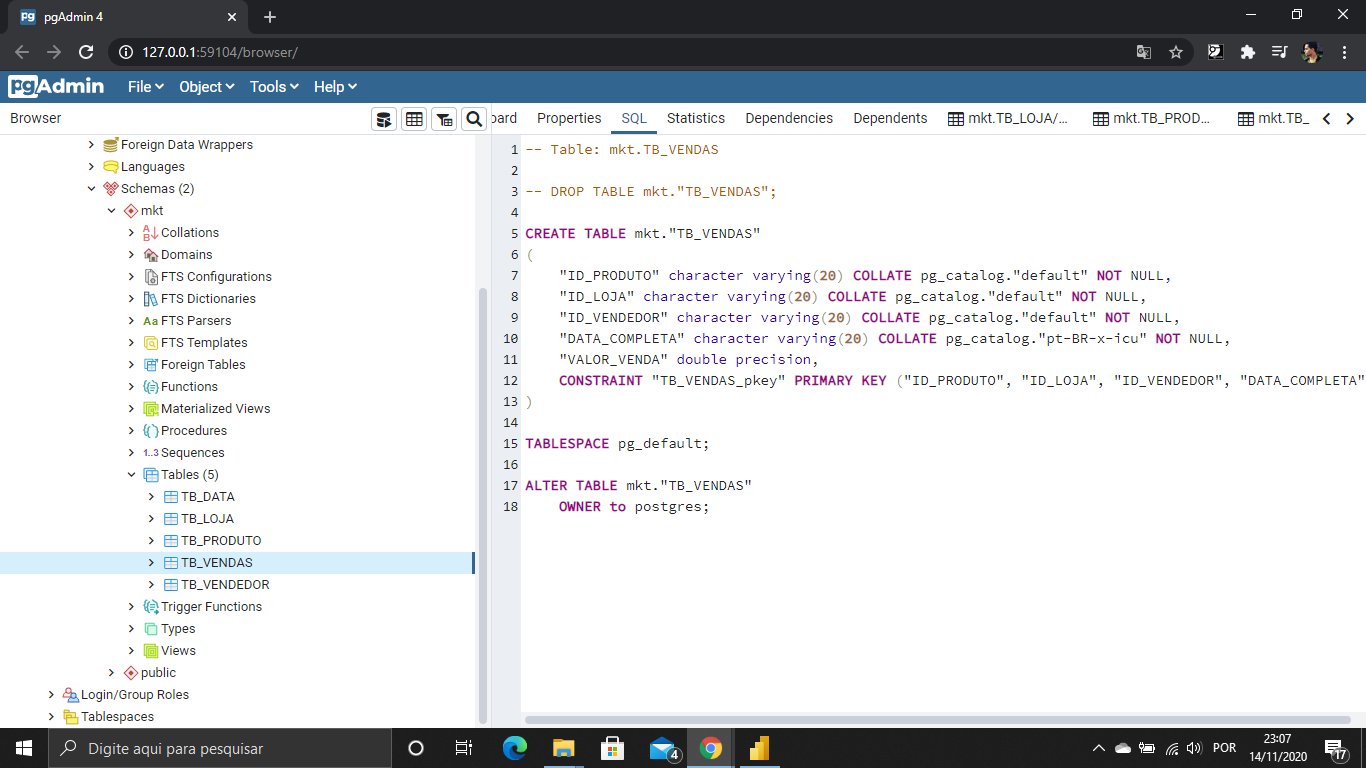 pgAdmin 4
127.0.0.1:59104/browser/
pgAdmin File Object Tools Help
Browser
oard Properties SQL Statistics Dependencies Dependents mkt.TB_LOJA/... mkt.TB_PROD... mkt.TB_
Foreign Data Wrappers
Languages
Schemas (2)
mkt
Collations
Domains
FTS Configurations
FTS Dictionaries
Aa FTS Parsers
FTS Templates
Foreign Tables
Functions
Materialized Views
Procedures
1..3 Sequences
Tables (5)
TB_DATA
TB_LOJA
TB_PRODUTO
TB_VENDAS
TB_VENDEDOR
Trigger Functions
Types
Views
public
Login/Group Roles
Tablespaces
1 -- Table: mkt.TB_VENDAS
2
3 -- DROP TABLE mkt."TB_VENDAS";
4
5 CREATE TABLE mkt."TB_VENDAS"
6 (
7 "ID_PRODUTO" character varying(20) COLLATE pg_catalog."default" NOT NULL,
8 "ID_LOJA" character varying(20) COLLATE pg_catalog."default" NOT NULL,
9 "ID_VENDEDOR" character varying(20) COLLATE pg_catalog."default" NOT NULL,
10 "DATA_COMPLETA" character varying(20) COLLATE pg_catalog."pt-BR-x-icu" NOT NULL,
11 "VALOR_VENDA" double precision,
12 CONSTRAINT "TB_VENDAS_pkey" PRIMARY KEY ("ID_PRODUTO", "ID_LOJA", "ID_VENDEDOR", "DATA_COMPLETA"
13 )
14
15 TABLESPACE pg_default;
16
17 ALTER TABLE mkt."TB_VENDAS"
18 OWNER to postgres;
Digite aqui para pesquisar
4
POR
23:07
14/11/2020
17